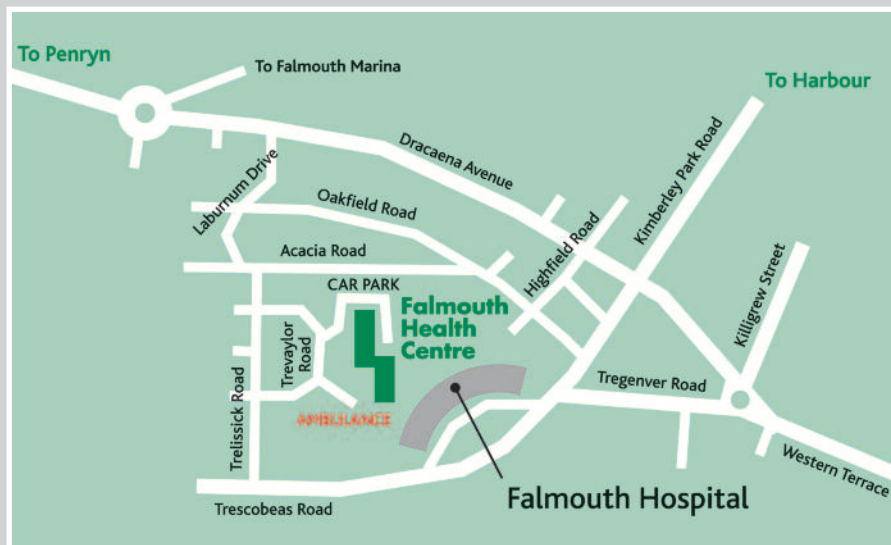 To Penryn
To Falmouth Marina
To Harbour
Dracaena Avenue
Kimberley Park Road
Laburnum Drive
Oakfield Road
Highfield Road
Killigrew Street
Acacia Road
CAR PARK
Falmouth
Health
Centre
Trevaylor
Road
Tregenver Road
Trelissick Road
AMBULANCE
Western Terrace
Falmouth Hospital
Trescobeas Road